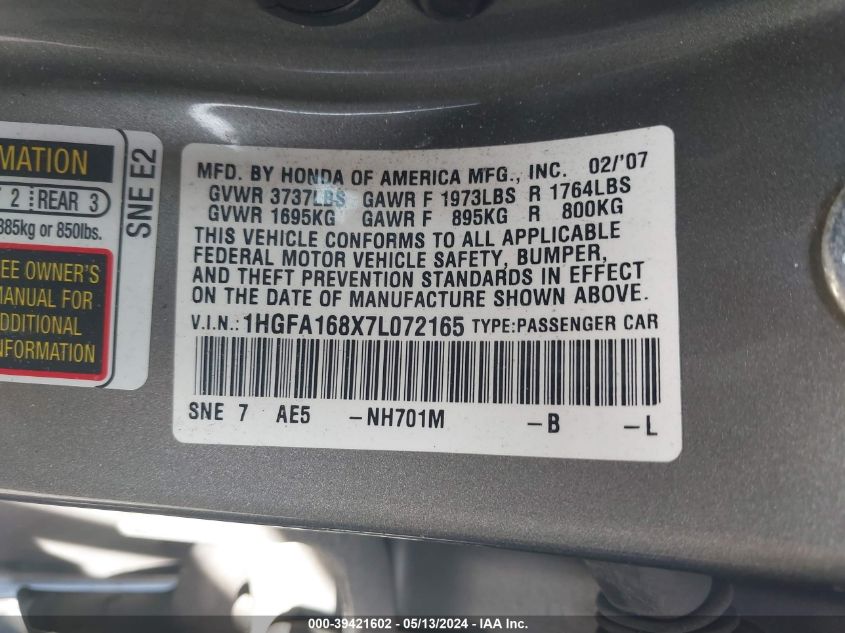 MATION
2 REAR 3
385kg or 850lbs.
EE OWNER'S
MANUAL FOR
ADDITIONAL
NFORMATION
SNE E2
MFD. BY HONDA OF AMERICA MFG., INC. 02/'07
GVWR 3737LBS GAWR F 1973LBS R 1764LBS
GVWR 1695KG GAWR F 895KG R 800KG
THIS VEHICLE CONFORMS TO ALL APPLICABLE
FEDERAL MOTOR VEHICLE SAFETY, BUMPER,
AND THEFT PREVENTION STANDARDS IN EFFECT
ON THE DATE OF MANUFACTURE SHOWN ABOVE.
V.I.N.: 1HGFA168X7L072165 TYPE:PASSENGER CAR
SNE 7 AE5 -NH701M -B -L
000-39421602 - 05/13/2024 - IAA Inc.